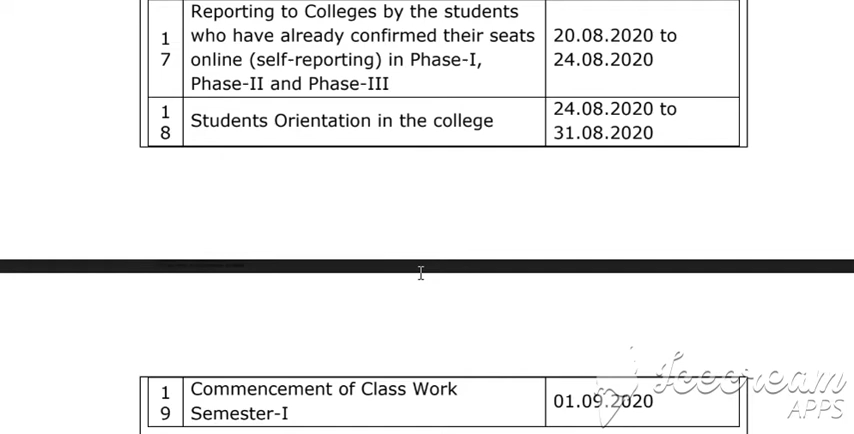 Reporting to Colleges by the students
who have already confirmed their seats
online (self-reporting) in Phase-I,
Phase-II and Phase-III
1
7
20.08.2020 to
24.08.2020
1
8
Students Orientation in the college
24.08.2020 to
31.08.2020
1
9
Commencement of Class Work
Semester-I
01.09.2020
Icecream
APPS